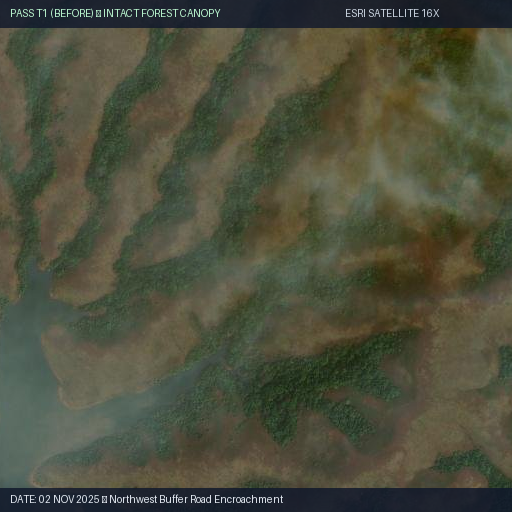 PASS T1 (BEFORE) ▯ INTACT FOREST CANOPY
ESRI SATELLITE 16X
DATE: 02 NOV 2025 ▯ Northwest Buffer Road Encroachment